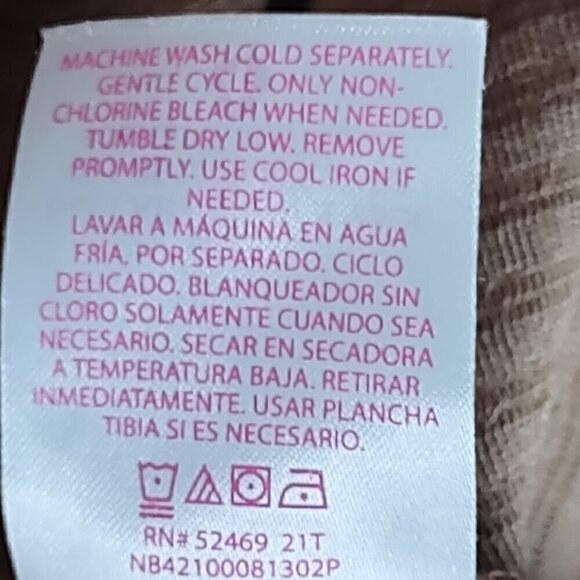 MACHINE WASH COLD SEPARATELY.
GENTLE CYCLE. ONLY NON-
CHLORINE BLEACH WHEN NEEDED.
TUMBLE DRY LOW. REMOVE
PROMPTLY. USE COOL IRON IF
NEEDED.
LAVAR A MÁQUINA EN AGUA
FRÍA. POR SEPARADO. CICLO
DELICADO. BLANQUEADOR SIN
CLORO SOLAMENTE CUANDO SEA
NECESARIO. SECAR EN SECADORA
A TEMPERATURA BAJA. RETIRAR
INMEDIATAMENTE. USAR PLANCHA
TIBIA SI ES NECESARIO.
RN# 52469 21T
NB42100081302P